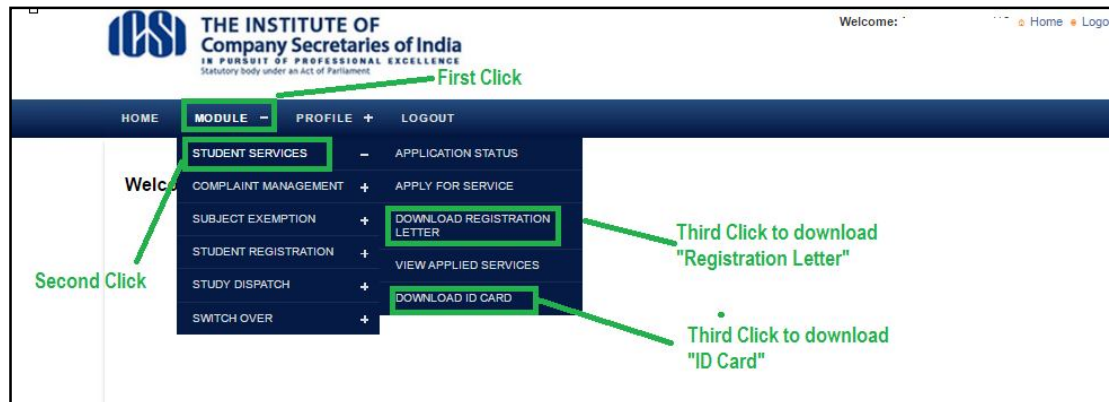 ICSI
THE INSTITUTE OF
Company Secretaries of India
IN PURSUIT OF PROFESSIONAL EXCELLENCE
Statutory body under an Act of Parliament
Welcome:
Home Logo
First Click
HOME MODULE – PROFILE + LOGOUT
STUDENT SERVICES – APPLICATION STATUS
Welco
COMPLAINT MANAGEMENT + APPLY FOR SERVICE
SUBJECT EXEMPTION + DOWNLOAD REGISTRATION
LETTER
Third Click to download
"Registration Letter"
STUDENT REGISTRATION + VIEW APPLIED SERVICES
Second Click
STUDY DISPATCH + DOWNLOAD ID CARD
SWITCH OVER +
Third Click to download
"ID Card"